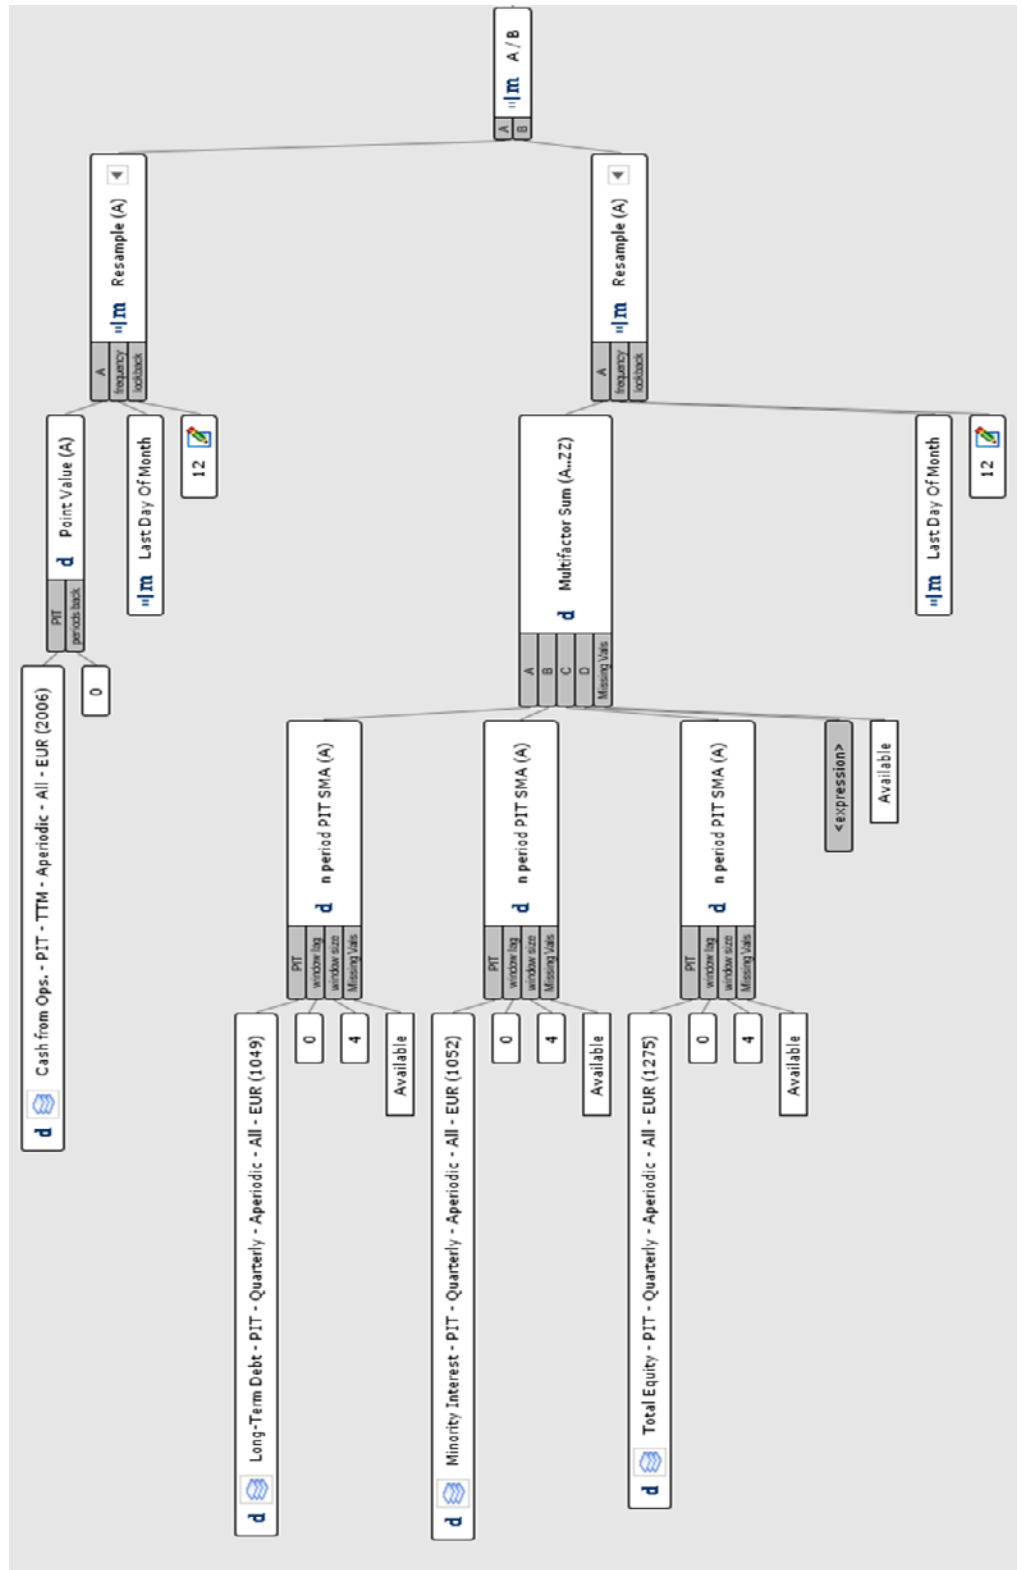 "|m A / B
A
B
"|m Resample (A)
A
frequency
lookback
d Point Value (A)
PIT
periods back
d Cash from Ops. - PIT - TTM - Aperiodic - All - EUR (2006)
0
"|m Last Day Of Month
12
"|m Resample (A)
A
frequency
lookback
d Multifactor Sum (A..ZZ)
A
B
C
D
Missing Vals
d n period PIT SMA (A)
PIT
window lag
window size
Missing Vals
d Long-Term Debt - PIT - Quarterly - Aperiodic - All - EUR (1049)
0
4
Available
d n period PIT SMA (A)
PIT
window lag
window size
Missing Vals
d Minority Interest - PIT - Quarterly - Aperiodic - All - EUR (1052)
0
4
Available
d n period PIT SMA (A)
PIT
window lag
window size
Missing Vals
d Total Equity - PIT - Quarterly - Aperiodic - All - EUR (1275)
0
4
Available
<expression>
Available
"|m Last Day Of Month
12